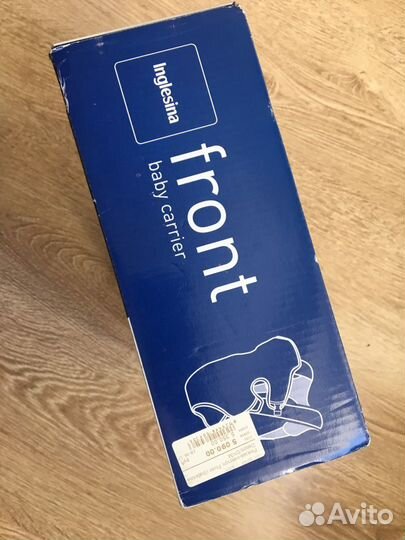 Inglesina
front
baby carrier
5 090.00
Avito